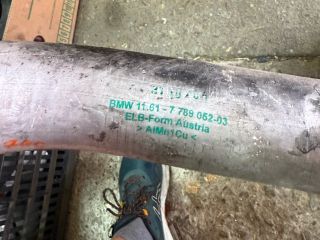 BMW 11.61-7 789 052-03
ELB-Form Austria
> AlMn1Cu <